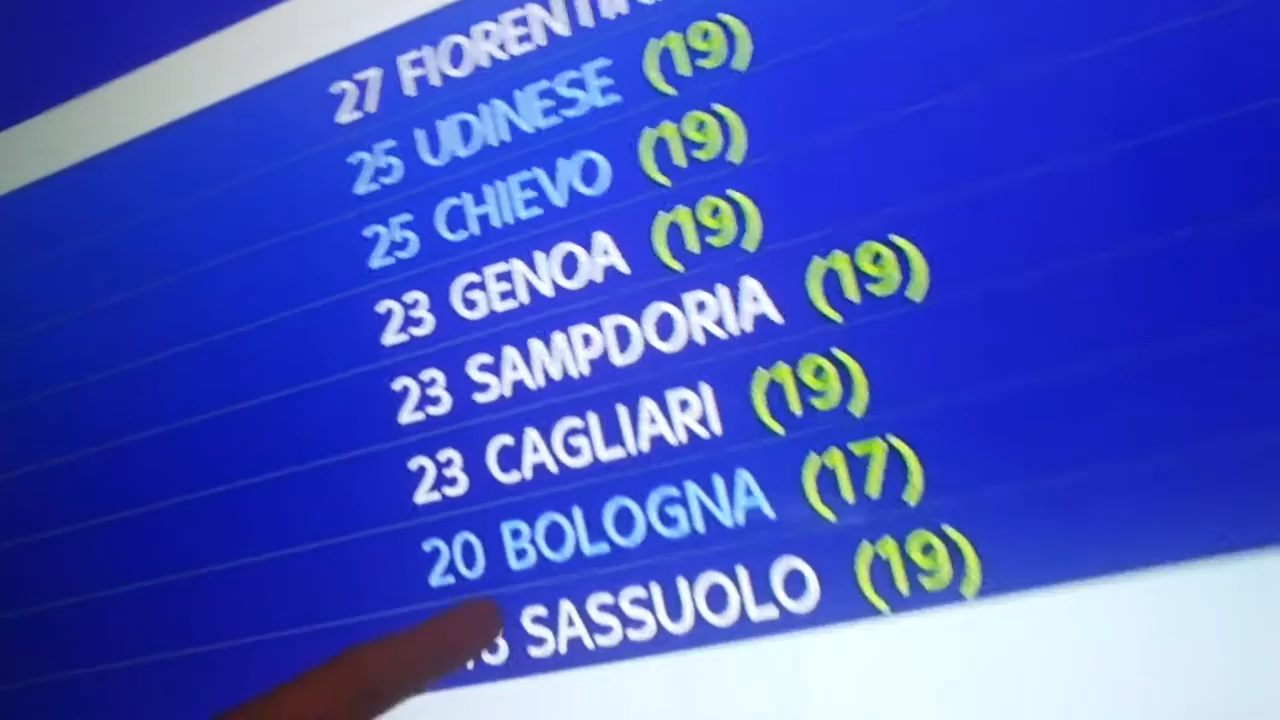 27
25 UDINESE (19)
25 CHIEVO (19)
23 GENOA (19)
23 SAMPDORIA (19)
23 CAGLIARI (19)
20 BOLOGNA (17)
SASSUOLO (19)